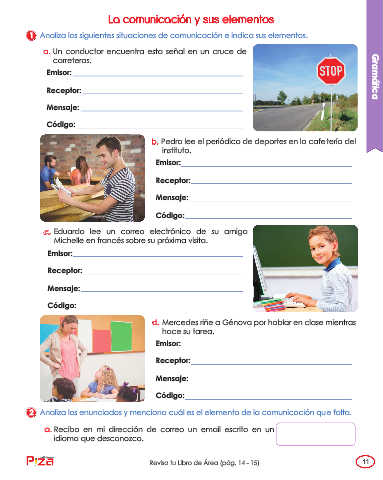 La comunicación y sus elementos
1 Analiza las siguientes situaciones de comunicación e indica sus elementos.
a. Un conductor encuentra esta señal en un cruce de
carreteras.
Emisor:
Receptor:
Mensaje:
Código:
STOP
Gramática
b. Pedro lee el periódico de deportes en la cafetería del
instituto.
Emisor:
Receptor:
Mensaje:
Código:
c. Eduardo lee un correo electrónico de su amiga
Michelle en francés sobre su próxima visita.
Emisor:
Receptor:
Mensaje:
Código:
d. Mercedes riñe a Génova por hablar en clase mientras
hace su tarea.
Emisor:
Receptor:
Mensaje:
Código:
2 Analiza los enunciados y menciona cuál es el elemento de la comunicación que falta.
a. Recibo en mi dirección de correo un email escrito en un
idioma que desconozco.
Revisa tu Libro de Área (pág. 14 - 15)
11